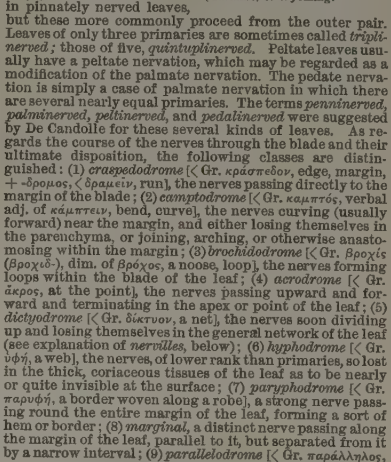 in pinnately nerved leaves,
but these more commonly proceed from the outer pair.
Leaves of only three primaries are sometimes called tripli-
nerved; those of five, quintuplinerved. Peltate leaves usu-
ally have a peltate nervation, which may be regarded as a
modification of the palmate nervation. The pedate nerva-
tion is simply a case of palmate nervation in which there
are several nearly equal primaries. The terms penninerved,
palminerved, peltinerved, and pedalinerved were suggested
by De Candolle for these several kinds of leaves. As re-
gards the course of the nerves through the blade and their
ultimate disposition, the following classes are distin-
guished: (1) craspedodrome [< Gr. κράσπεδον, edge, margin,
+ -δρομος, < δραμεῖν, run], the nerves passing directly to the
margin of the blade; (2) camptodrome [< Gr. καμπτός, verbal
adj. of κάμπτειν, bend, curve], the nerves curving (usually
forward) near the margin, and either losing themselves in
the parenchyma, or joining, arching, or otherwise anasto-
mosing within the margin; (3) brochidodrome [< Gr. βροχίς
(βροχιδ-), dim. of βρόχος, a noose, loop], the nerves forming
loops within the blade of the leaf; (4) acrodrome [< Gr.
ἄκρος, at the point], the nerves passing upward and for-
ward and terminating in the apex or point of the leaf; (5)
dictyodrome [< Gr. δίκτυον, a net], the nerves soon dividing
up and losing themselves in the general network of the leaf
(see explanation of nervilles, below); (6) hyphodrome [< Gr.
ὑφή, a web], the nerves, of lower rank than primaries, so lost
in the thick, coriaceous tissues of the leaf as to be nearly
or quite invisible at the surface; (7) paryphodrome [< Gr.
παρυφή, a border woven along a robe], a strong nerve pass-
ing round the entire margin of the leaf, forming a sort of
hem or border; (8) marginal, a distinct nerve passing along
the margin of the leaf, parallel to it, but separated from it
by a narrow interval; (9) parallelodrome [< Gr. παράλληλος,